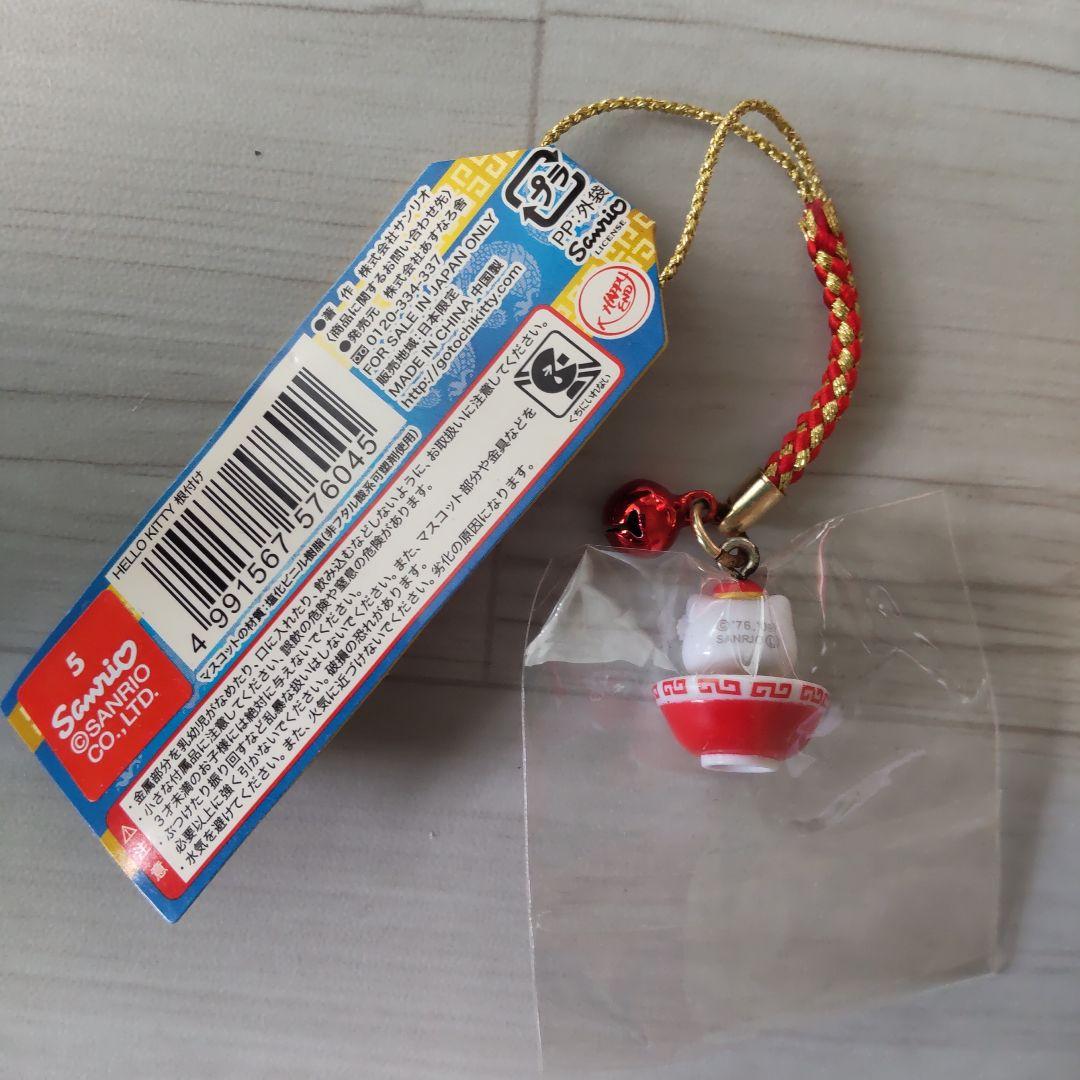 プラ
PP:外袋
Sanrio
LICENSE
HAPPY
END
●著 作 株式会社サンリオ
(商品に関するお問い合わせ先)
●発売元 株式会社あすなろ舎
0120-334-337
FOR SALE IN JAPAN ONLY
販売地域:日本限定
MADE IN CHINA 中国製
http://gotochikitty.com
HELLO KITTY 根付け
4 991567 576045
マスコットの材質:塩化ビニル樹脂(非フタル酸系可塑剤使用)
5
Sanrio
©SANRIO
CO.,LTD.
くちにいれない
注意
・金属部分を乳幼児がなめたり、口に入れたり、飲み込むなどしないように、お取扱いに注意してください。
・小さな付属品に注意してください。誤飲の危険や窒息の危険があります。
3才未満のお子様には絶対に与えないでください。
・ぶつけたり振り回すなど乱暴な扱いはしないでください。また、マスコット部分や金具などを
必要以上に強く引かないでください。破損の恐れがあります。
・水気を避けてください。また、火気に近づけないでください。劣化の原因になります。
©'76,
SANRIO